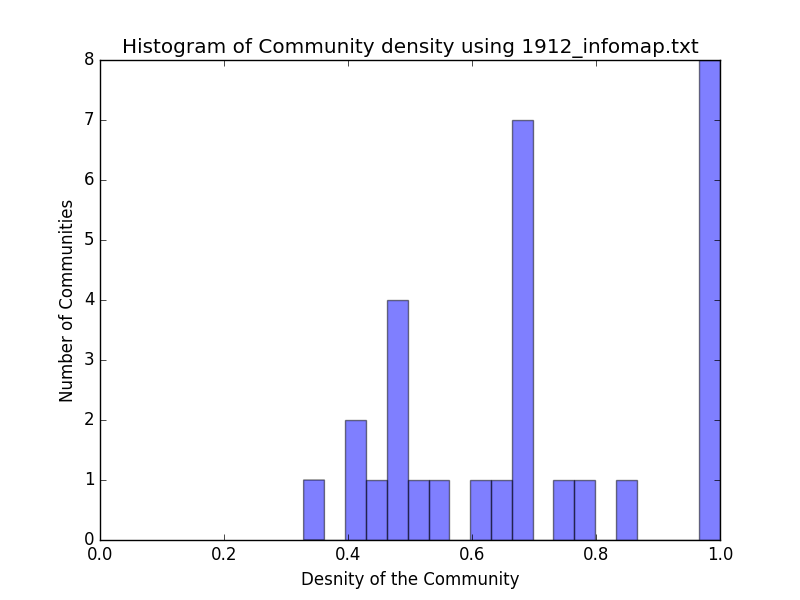 Histogram of Community density using 1912_infomap.txt
8
7
6
5
4
3
2
1
0
Number of Communities
0.0 0.2 0.4 0.6 0.8 1.0
Desnity of the Community